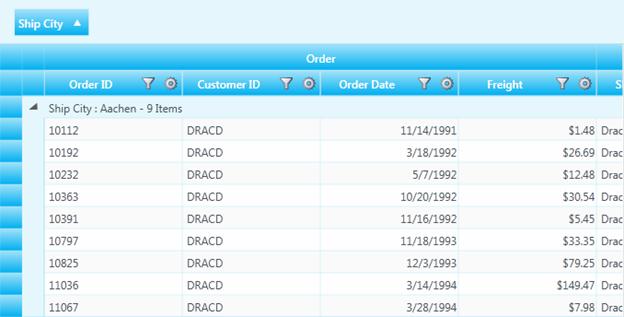 Ship City
Order
Order ID Customer ID Order Date Freight S
Ship City : Aachen - 9 Items
10112 DRACD 11/14/1991 $1.48 Drac
10192 DRACD 3/18/1992 $26.69 Drac
10232 DRACD 5/7/1992 $12.48 Drac
10363 DRACD 10/20/1992 $30.54 Drac
10391 DRACD 11/16/1992 $5.45 Drac
10797 DRACD 11/18/1993 $33.35 Drac
10825 DRACD 12/3/1993 $79.25 Drac
11036 DRACD 3/14/1994 $149.47 Drac
11067 DRACD 3/28/1994 $7.98 Drac